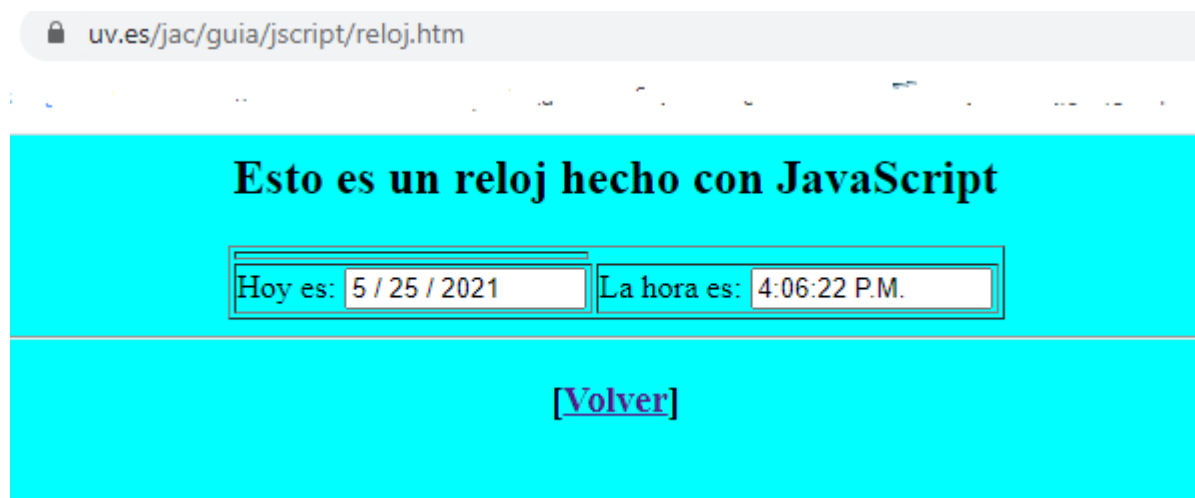 uv.es/jac/guia/jscript/reloj.htm
Esto es un reloj hecho con JavaScript
Hoy es: 5 / 25 / 2021 La hora es: 4:06:22 P.M.
[Volver]